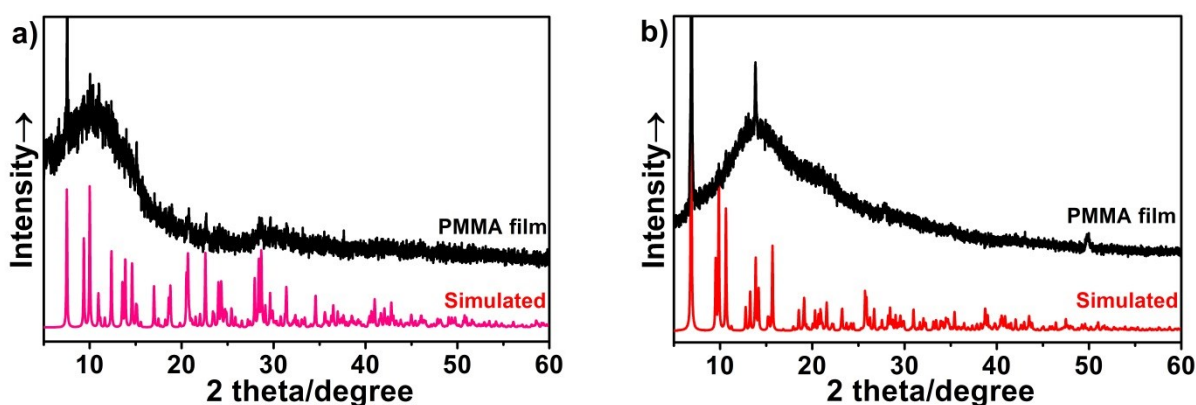 a)
Intensity→
PMMA film
Simulated
10 20 30 40 50 60
2 theta/degree
b)
Intensity→
PMMA film
Simulated
10 20 30 40 50 60
2 theta/degree